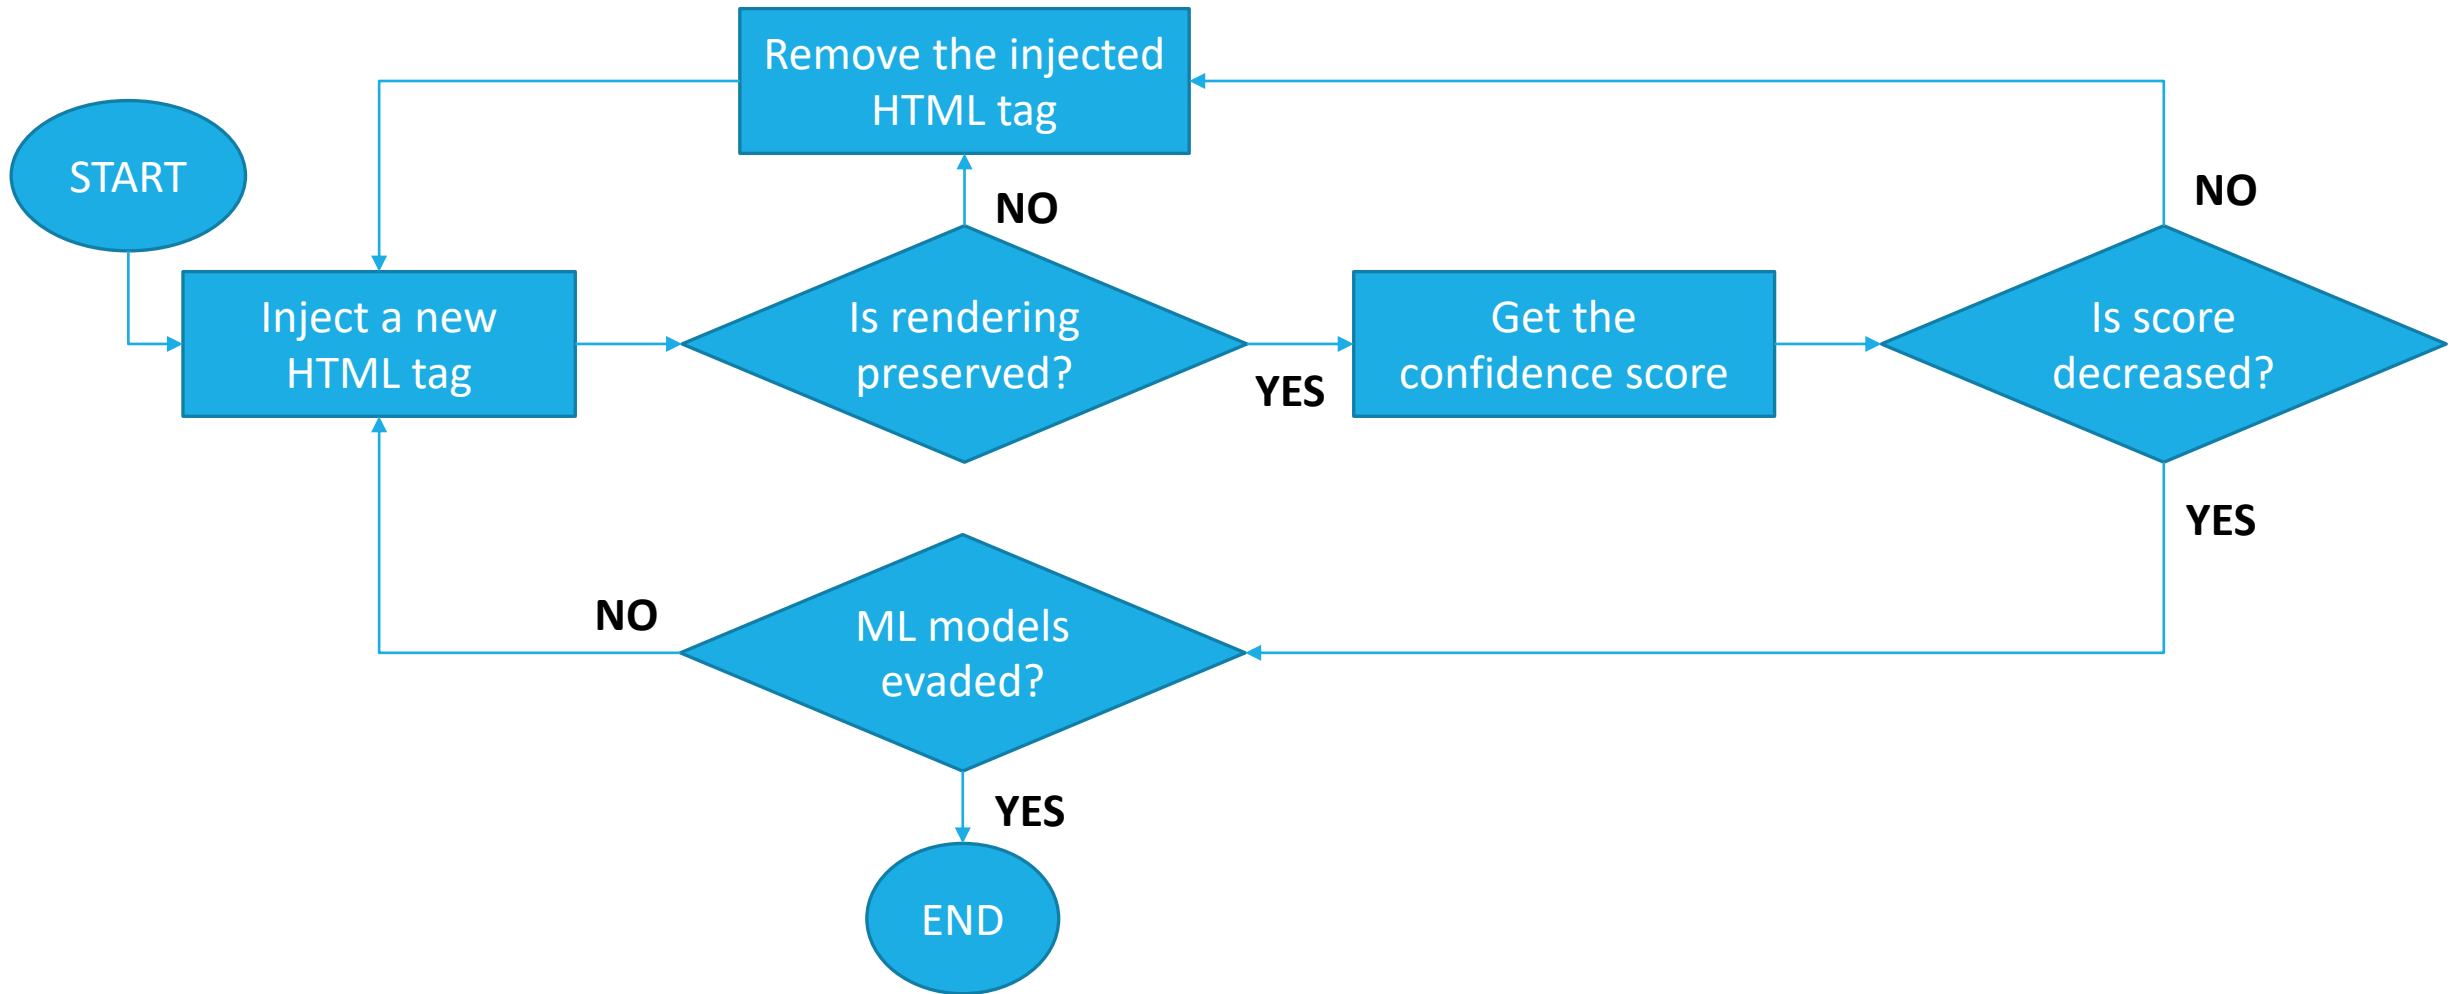 Remove the injected
HTML tag
START
NO
NO
Inject a new
HTML tag
Is rendering
preserved?
YES
Get the
confidence score
Is score
decreased?
YES
NO
ML models
evaded?
YES
END